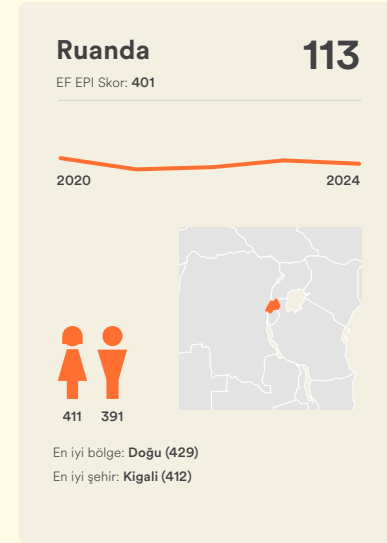 Ruanda
113
EF EPI Skor: 401
2020
2024
411
391
En iyi bölge: Doğu (429)
En iyi şehir: Kigali (412)